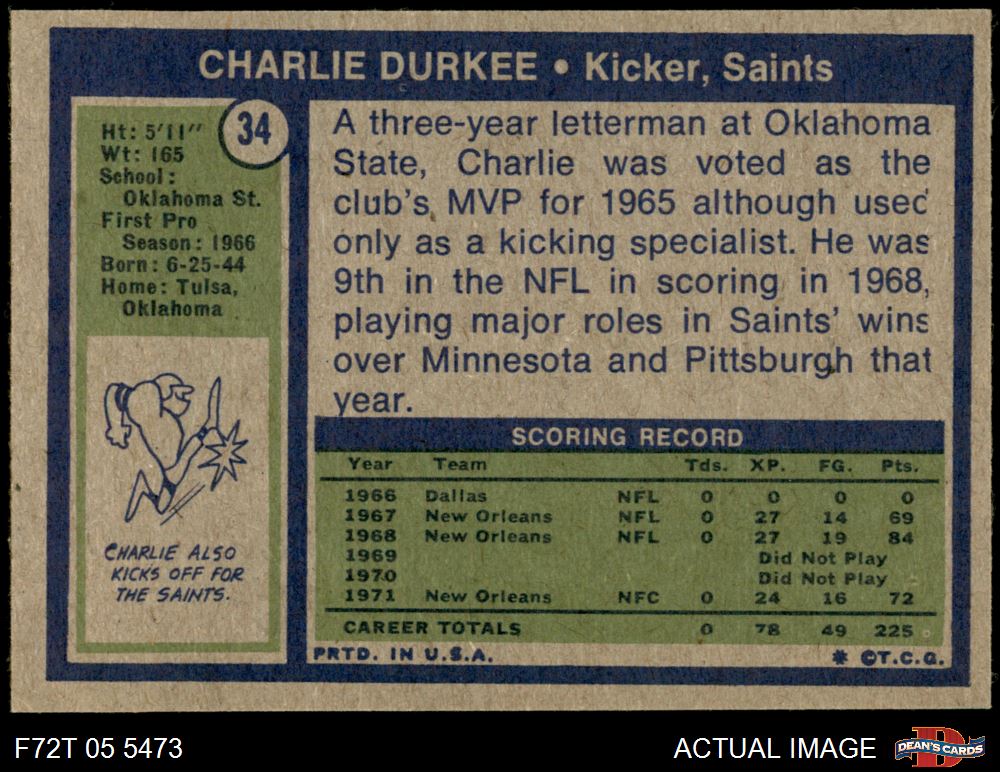 CHARLIE DURKEE • Kicker, Saints
34
Ht: 5'11"
Wt: 165
School:
Oklahoma St.
First Pro
Season: 1966
Born: 6-25-44
Home: Tulsa,
Oklahoma
CHARLIE ALSO
KICKS OFF FOR
THE SAINTS.
A three-year letterman at Oklahoma
State, Charlie was voted as the
club's MVP for 1965 although used
only as a kicking specialist. He was
9th in the NFL in scoring in 1968,
playing major roles in Saints' wins
over Minnesota and Pittsburgh that
year.
SCORING RECORD
Year Team Tds. XP. FG. Pts.
1966 Dallas NFL 0 0 0 0
1967 New Orleans NFL 0 27 14 69
1968 New Orleans NFL 0 27 19 84
1969 Did Not Play
1970 Did Not Play
1971 New Orleans NFC 0 24 16 72
CAREER TOTALS 0 78 49 225
PRTD. IN U.S.A. * ©T.C.G.
F72T 05 5473 ACTUAL IMAGE DEAN'S CARDS